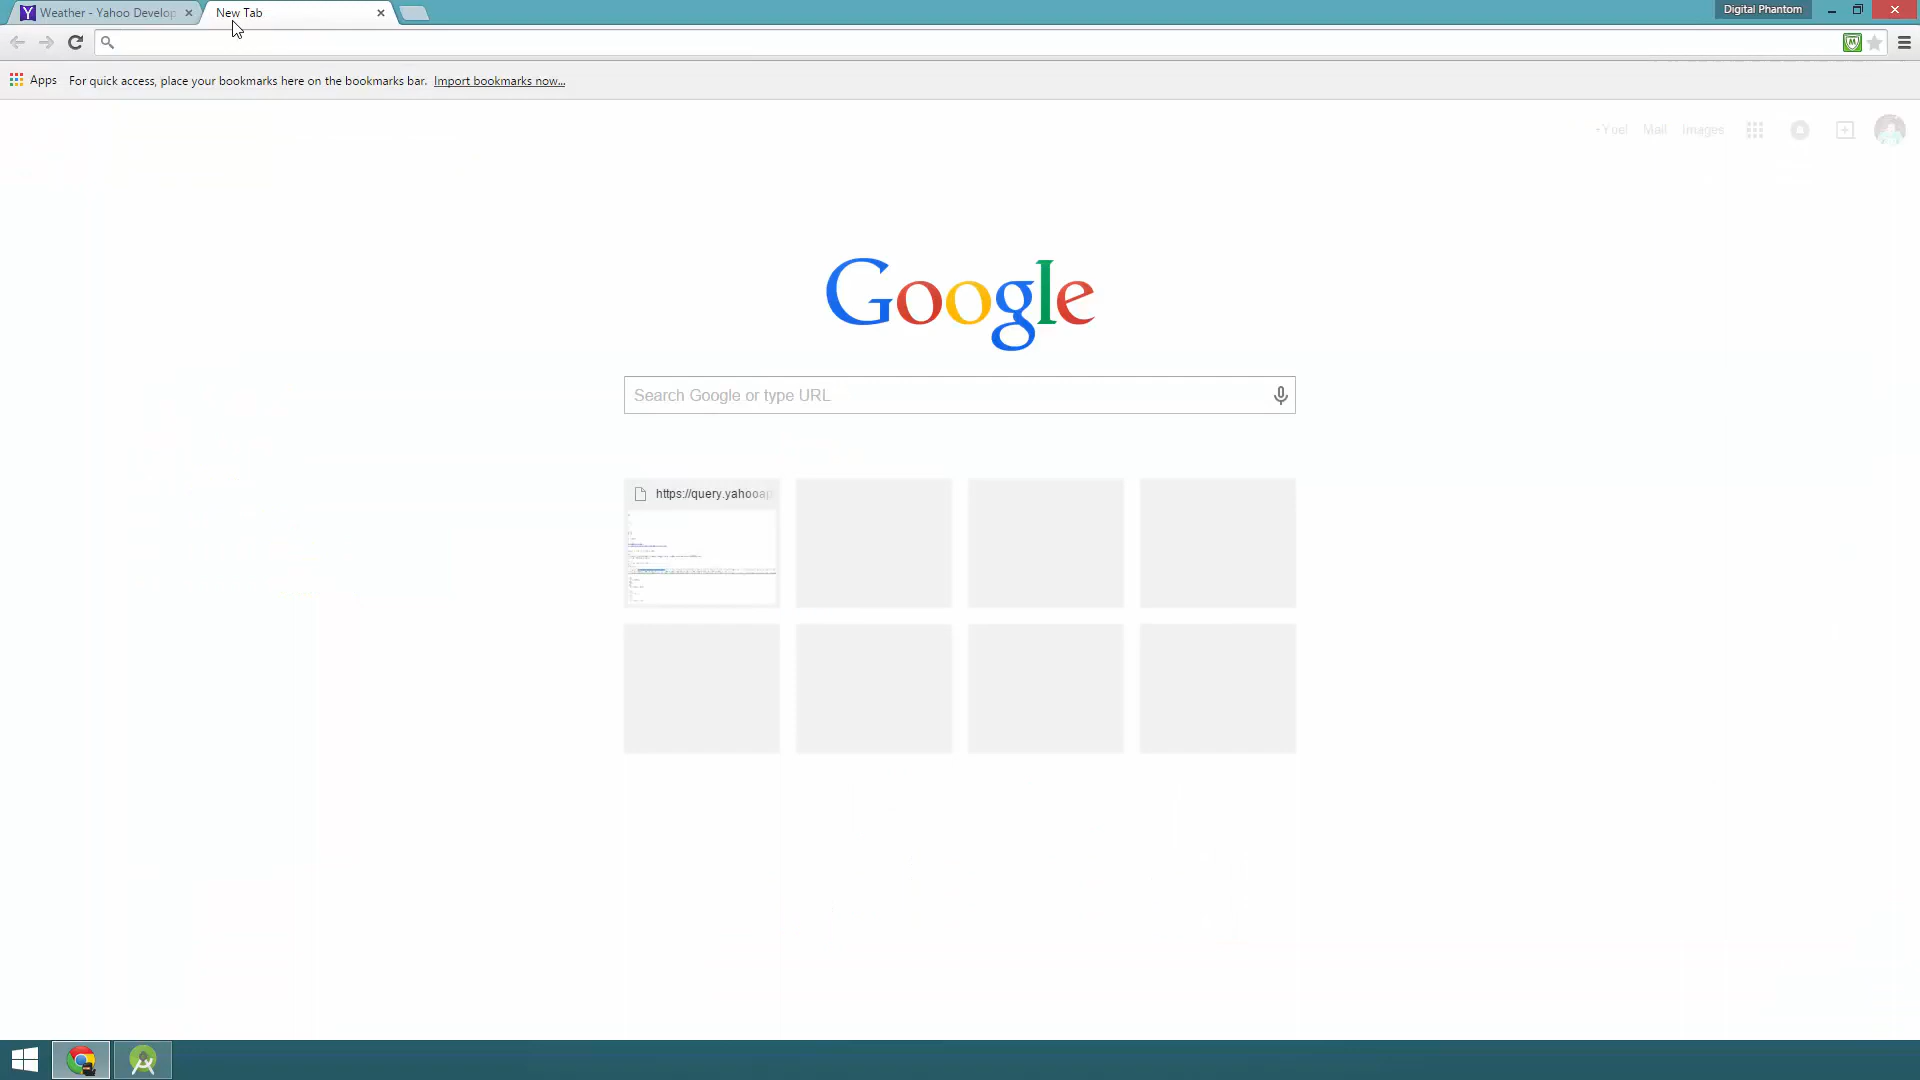 Weather - Yahoo Develop
New Tab
Digital Phantom
Apps
For quick access, place your bookmarks here on the bookmarks bar.
Import bookmarks now...
+Yoel
Mail
Images
Google
Search Google or type URL
https://query.yahooap